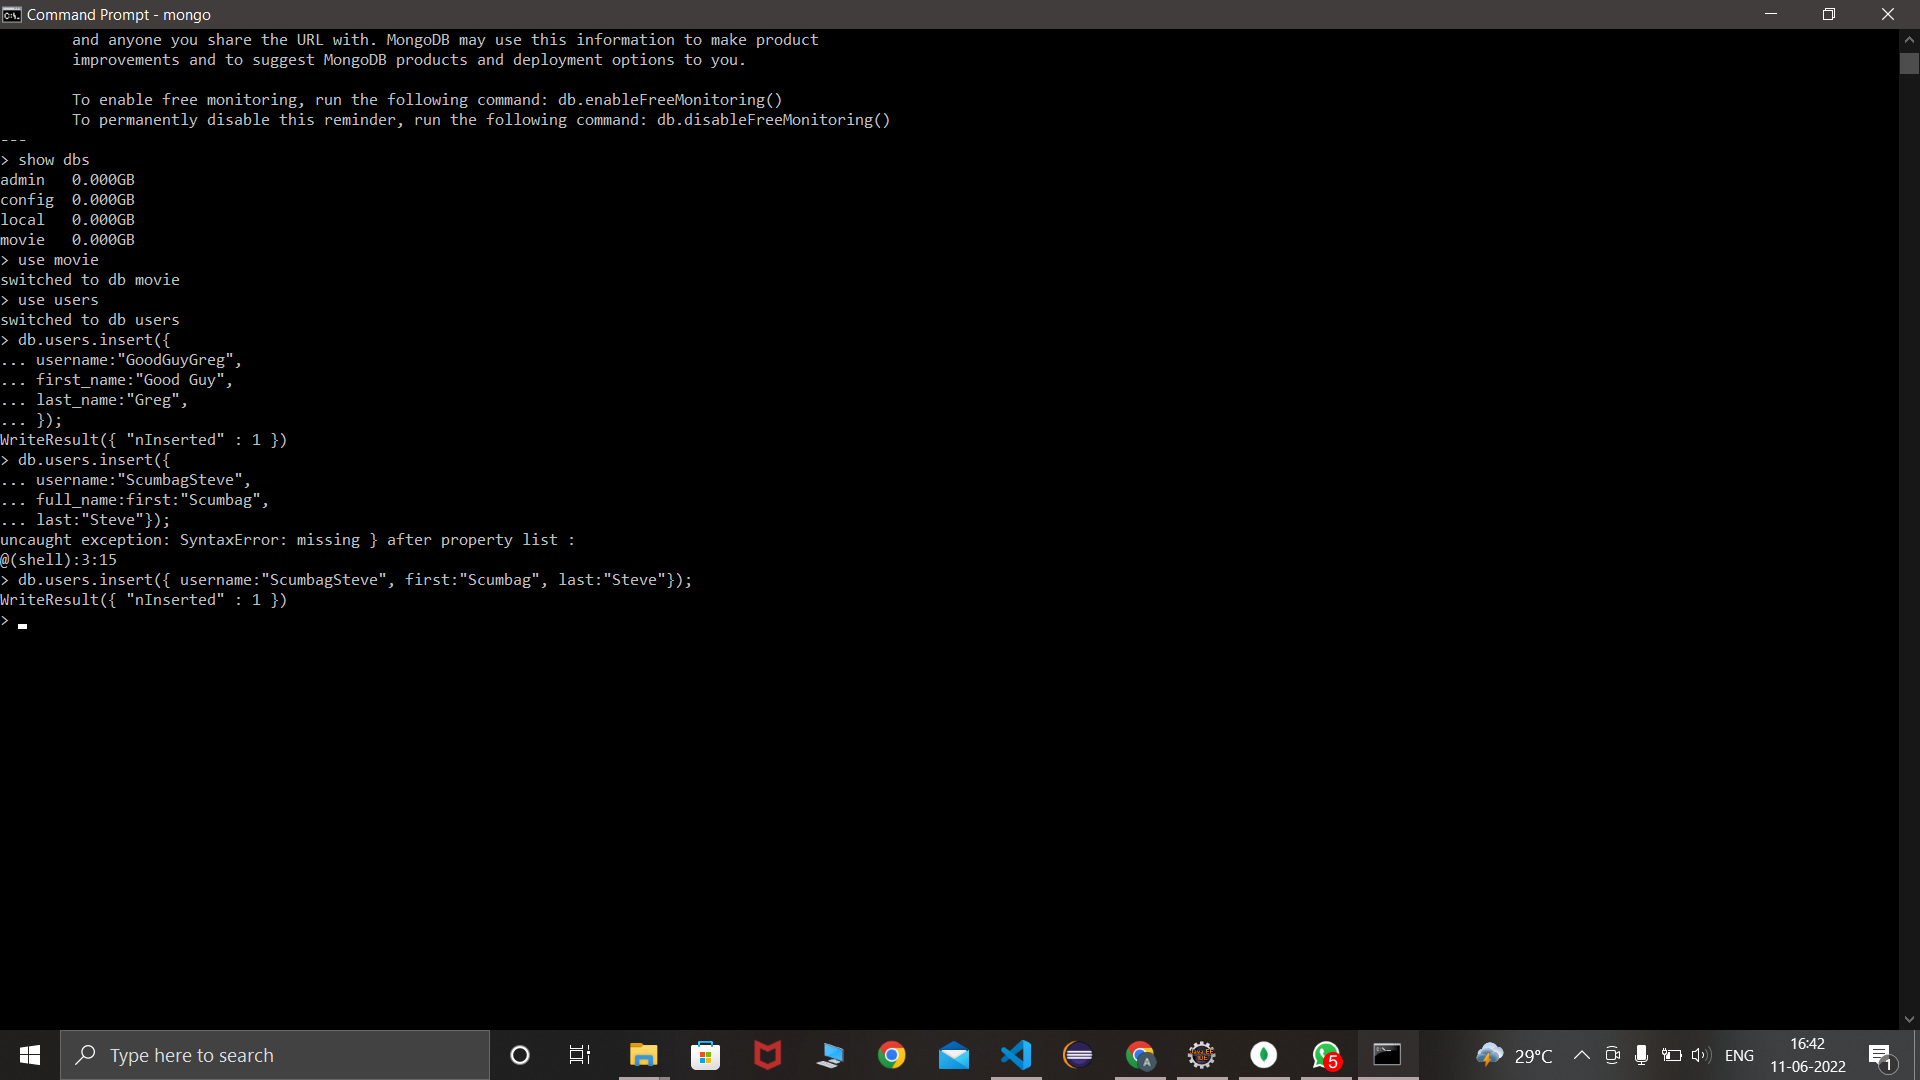 Command Prompt - mongo
and anyone you share the URL with. MongoDB may use this information to make product
improvements and to suggest MongoDB products and deployment options to you.
To enable free monitoring, run the following command: db.enableFreeMonitoring()
To permanently disable this reminder, run the following command: db.disableFreeMonitoring()
---
> show dbs
admin   0.000GB
config  0.000GB
local   0.000GB
movie   0.000GB
> use movie
switched to db movie
> use users
switched to db users
> db.users.insert({
... username:"GoodGuyGreg",
... first_name:"Good Guy",
... last_name:"Greg",
... });
WriteResult({ "nInserted" : 1 })
> db.users.insert({
... username:"ScumbagSteve",
... full_name:first:"Scumbag",
... last:"Steve"});
uncaught exception: SyntaxError: missing } after property list :
@(shell):3:15
> db.users.insert({ username:"ScumbagSteve", first:"Scumbag", last:"Steve"});
WriteResult({ "nInserted" : 1 })
>
Type here to search
5
29°C
ENG
16:42
11-06-2022
1